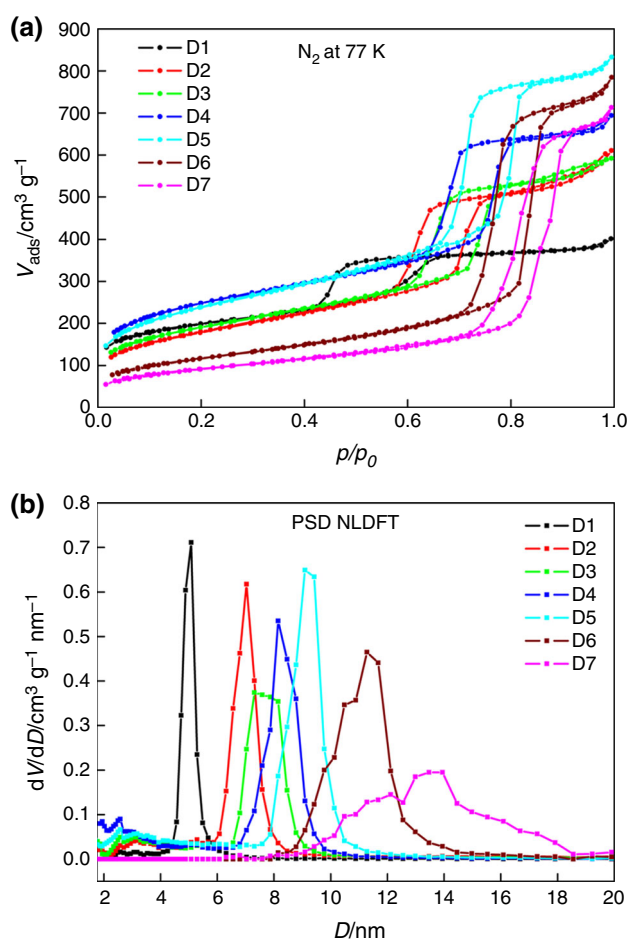 (a)
N₂ at 77 K
D1
D2
D3
D4
D5
D6
D7
900
800
700
600
500
400
300
200
100
0
V_ads/cm³ g⁻¹
0.0 0.2 0.4 0.6 0.8 1.0
p/p₀
(b)
PSD NLDFT
D1
D2
D3
D4
D5
D6
D7
0.8
0.7
0.6
0.5
0.4
0.3
0.2
0.1
0.0
dV/dD/cm³ g⁻¹ nm⁻¹
2 4 6 8 10 12 14 16 18 20
D/nm